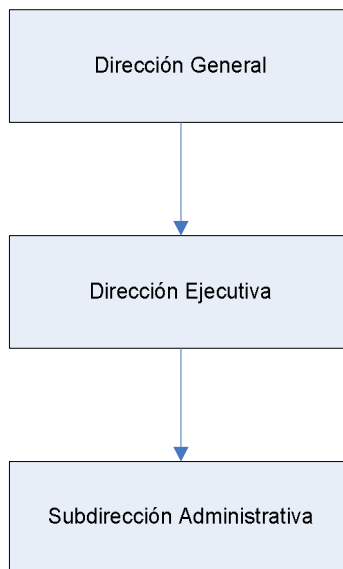 Dirección General
Dirección Ejecutiva
Subdirección Administrativa